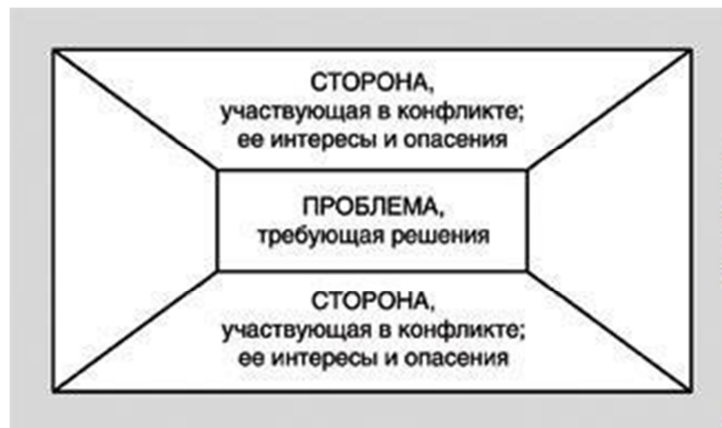 СТОРОНА,
участвующая в конфликте;
ее интересы и опасения
ПРОБЛЕМА,
требующая решения
СТОРОНА,
участвующая в конфликте;
ее интересы и опасения